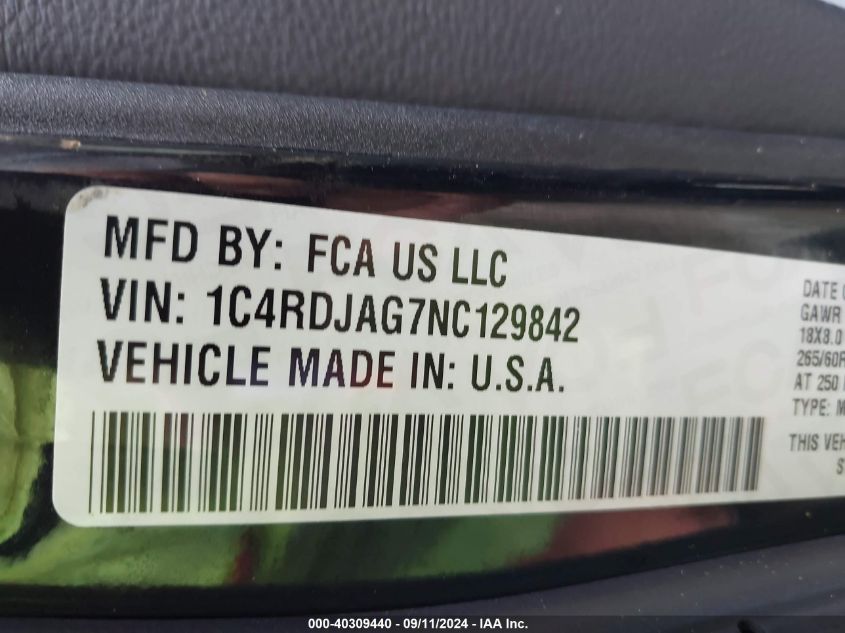 MFD BY: FCA US LLC
VIN: 1C4RDJAG7NC129842
VEHICLE MADE IN: U.S.A.
DATE
GAWR
18X8.0
265/60R
AT 250
TYPE:
THIS
000-40309440 - 09/11/2024 - IAA Inc.